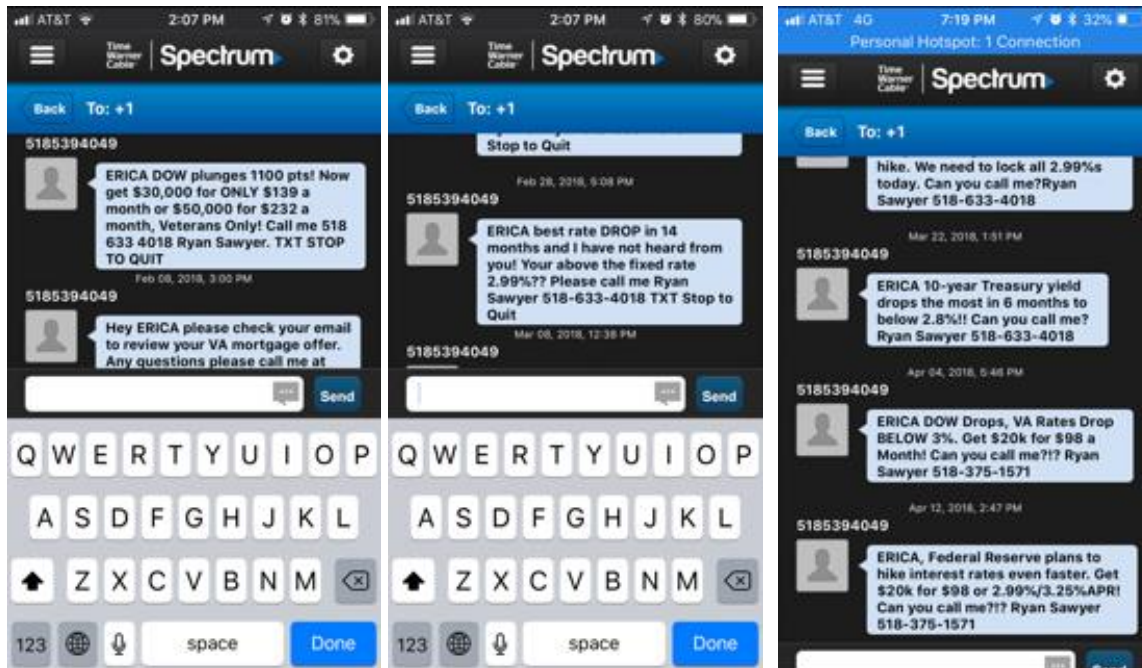 AT&T 2:07 PM 81%
Time Warner Cable Spectrum
Back To: +1
5185394049
ERICA DOW plunges 1100 pts! Now
get $30,000 for ONLY $139 a
month or $50,000 for $232 a
month, Veterans Only! Call me 518
633 4018 Ryan Sawyer. TXT STOP
TO QUIT
Feb 08, 2018, 3:00 PM
5185394049
Hey ERICA please check your email
to review your VA mortgage offer.
Any questions please call me at
Send
Q W E R T Y U I O P
A S D F G H J K L
Z X C V B N M
123 space Done
AT&T 2:07 PM 80%
Time Warner Cable Spectrum
Back To: +1
Stop to Quit
Feb 28, 2018, 5:08 PM
5185394049
ERICA best rate DROP in 14
months and I have not heard from
you! Your above the fixed rate
2.99%?? Please call me Ryan
Sawyer 518-633-4018 TXT Stop to
Quit
Mar 08, 2018, 12:38 PM
5185394049
Send
Q W E R T Y U I O P
A S D F G H J K L
Z X C V B N M
123 space Done
AT&T 4G 7:19 PM 32%
Personal Hotspot: 1 Connection
Time Warner Cable Spectrum
Back To: +1
hike. We need to lock all 2.99%s
today. Can you call me?Ryan
Sawyer 518-633-4018
Mar 22, 2018, 1:51 PM
5185394049
ERICA 10-year Treasury yield
drops the most in 6 months to
below 2.8%!! Can you call me?
Ryan Sawyer 518-633-4018
Apr 04, 2018, 5:46 PM
5185394049
ERICA DOW Drops, VA Rates Drop
BELOW 3%. Get $20k for $98 a
Month! Can you call me?!? Ryan
Sawyer 518-375-1571
Apr 12, 2018, 2:47 PM
5185394049
ERICA, Federal Reserve plans to
hike interest rates even faster. Get
$20k for $98 or 2.99%/3.25%APR!
Can you call me?!? Ryan Sawyer
518-375-1571